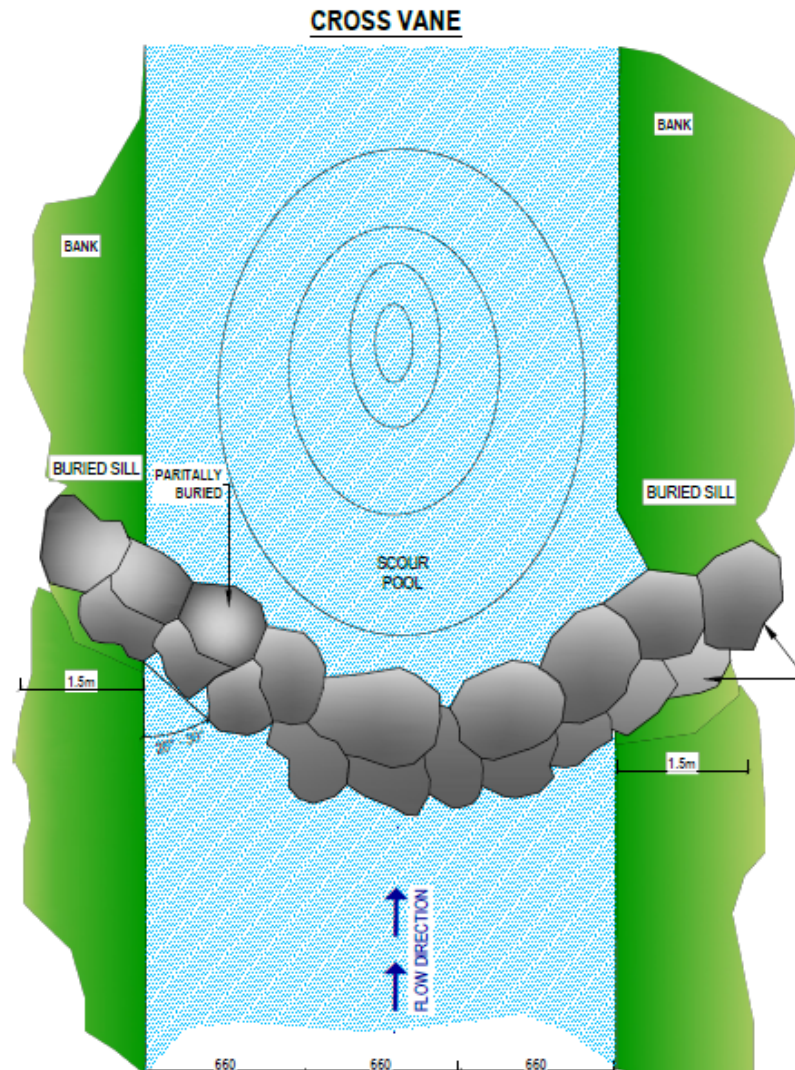 CROSS VANE
BANK
BANK
BURIED SILL
PARITALLY
BURIED
BURIED SILL
SCOUR
POOL
1.5m
1.5m
FLOW DIRECTION
660
660
660